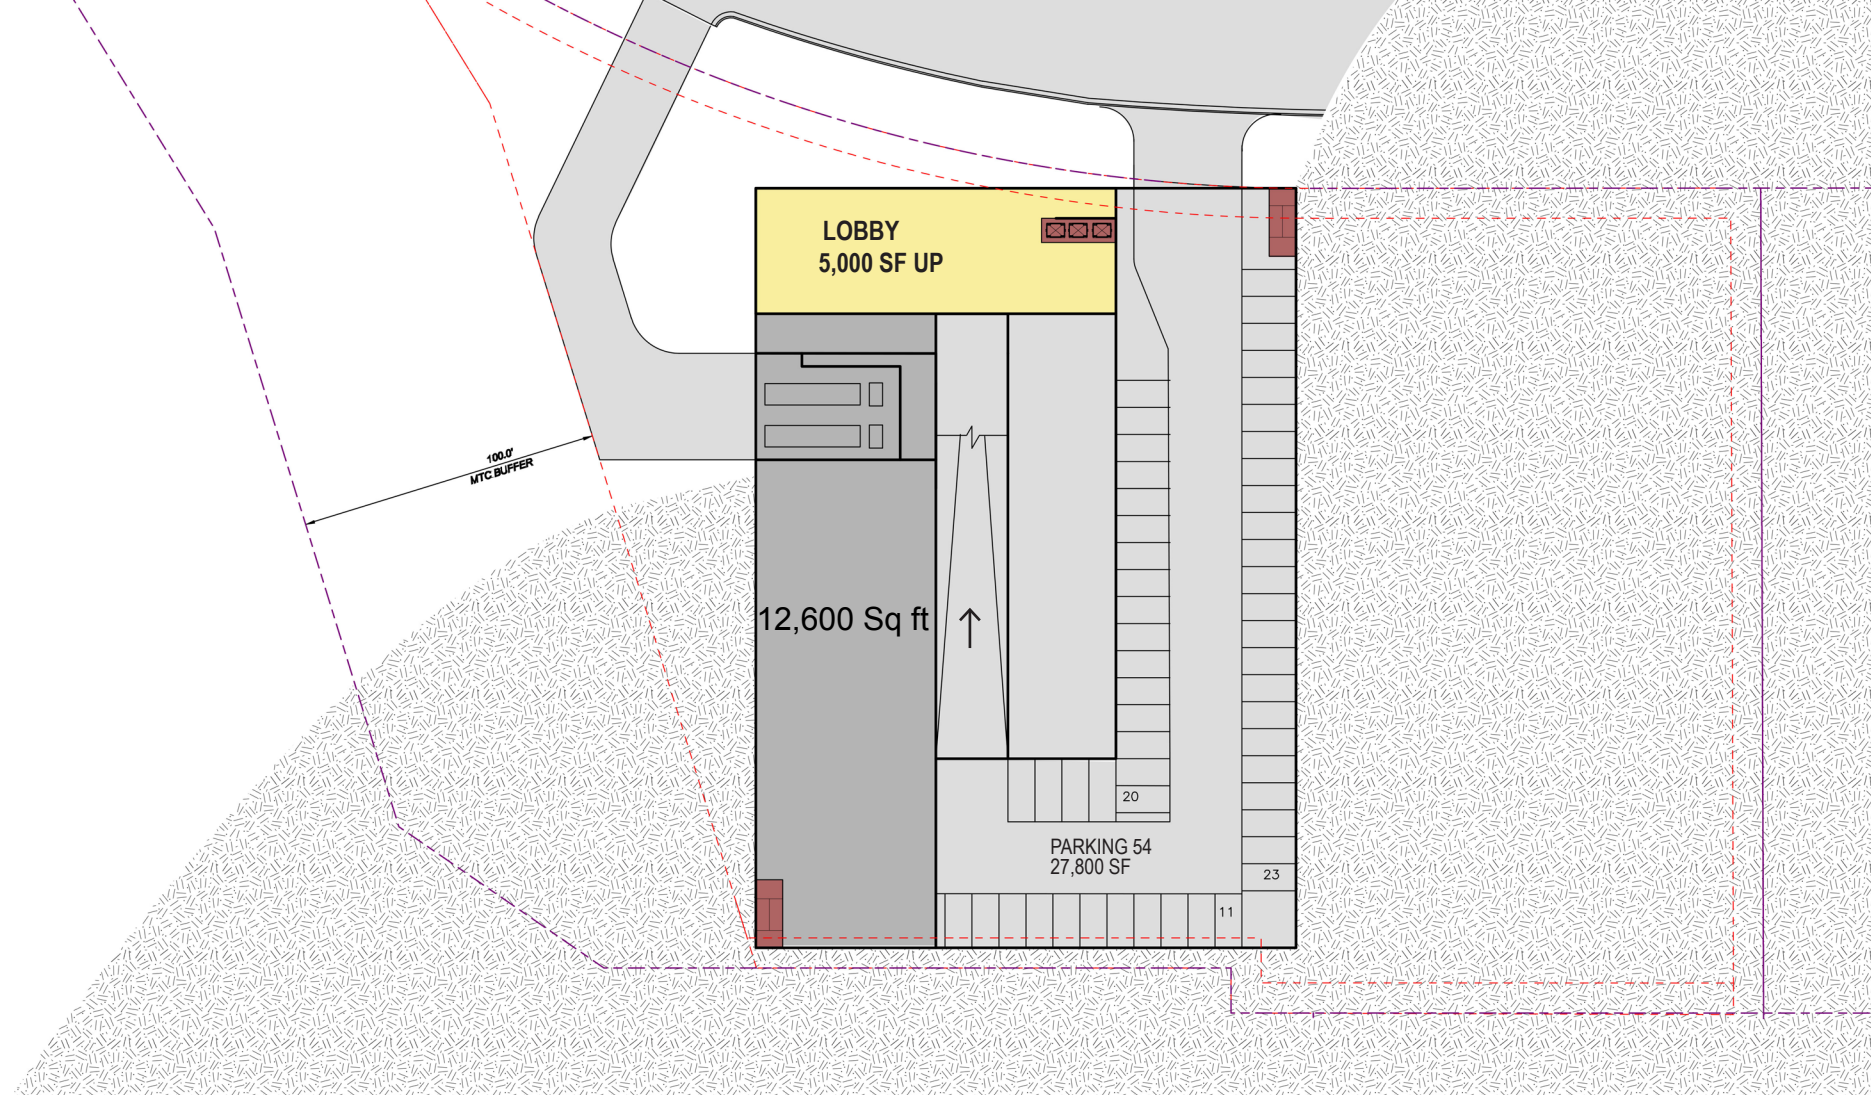 LOBBY
5,000 SF UP
100.0'
MTC BUFFER
12,600 Sq ft
20
PARKING 54
27,800 SF
23
11